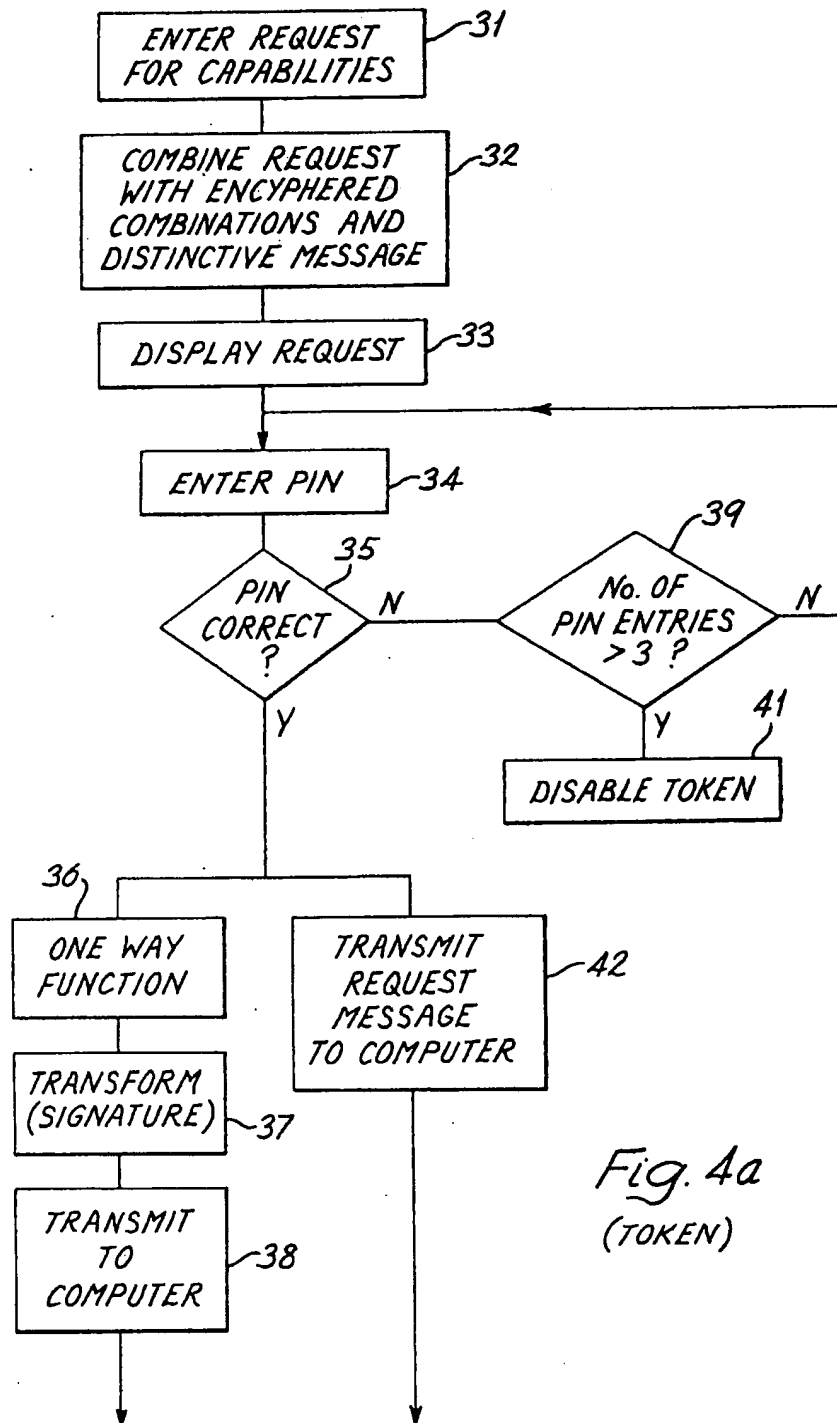 ENTER REQUEST
FOR CAPABILITIES
31
COMBINE REQUEST
WITH ENCYPHERED
COMBINATIONS AND
DISTINCTIVE MESSAGE
32
DISPLAY REQUEST
33
ENTER PIN
34
PIN
CORRECT
?
35
N
Y
No. OF
PIN ENTRIES
> 3 ?
39
N
Y
DISABLE TOKEN
41
36
ONE WAY
FUNCTION
TRANSMIT
REQUEST
MESSAGE
TO COMPUTER
42
TRANSFORM
(SIGNATURE)
37
TRANSMIT
TO
COMPUTER
38
Fig. 4a
(TOKEN)